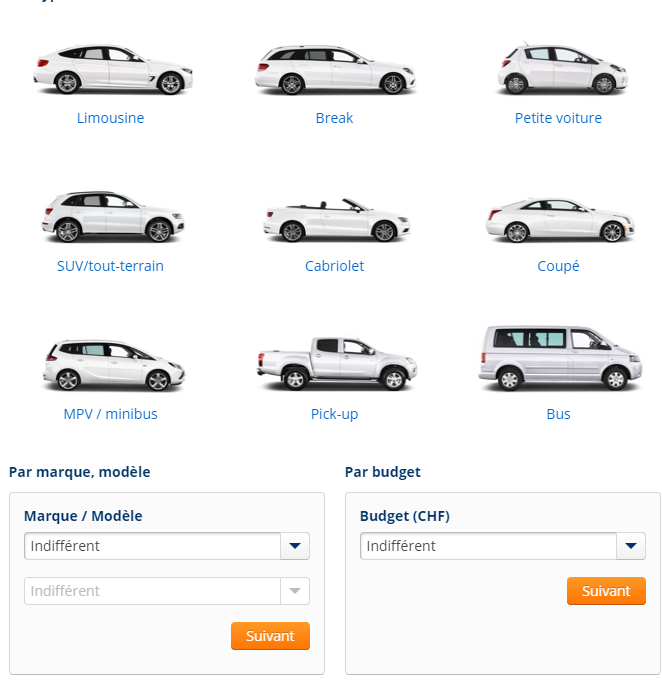 Limousine
Break
Petite voiture
SUV/tout-terrain
Cabriolet
Coupé
MPV / minibus
Pick-up
Bus
Par marque, modèle
Par budget
Marque / Modèle
Indifférent
Indifférent
Suivant
Budget (CHF)
Indifférent
Suivant